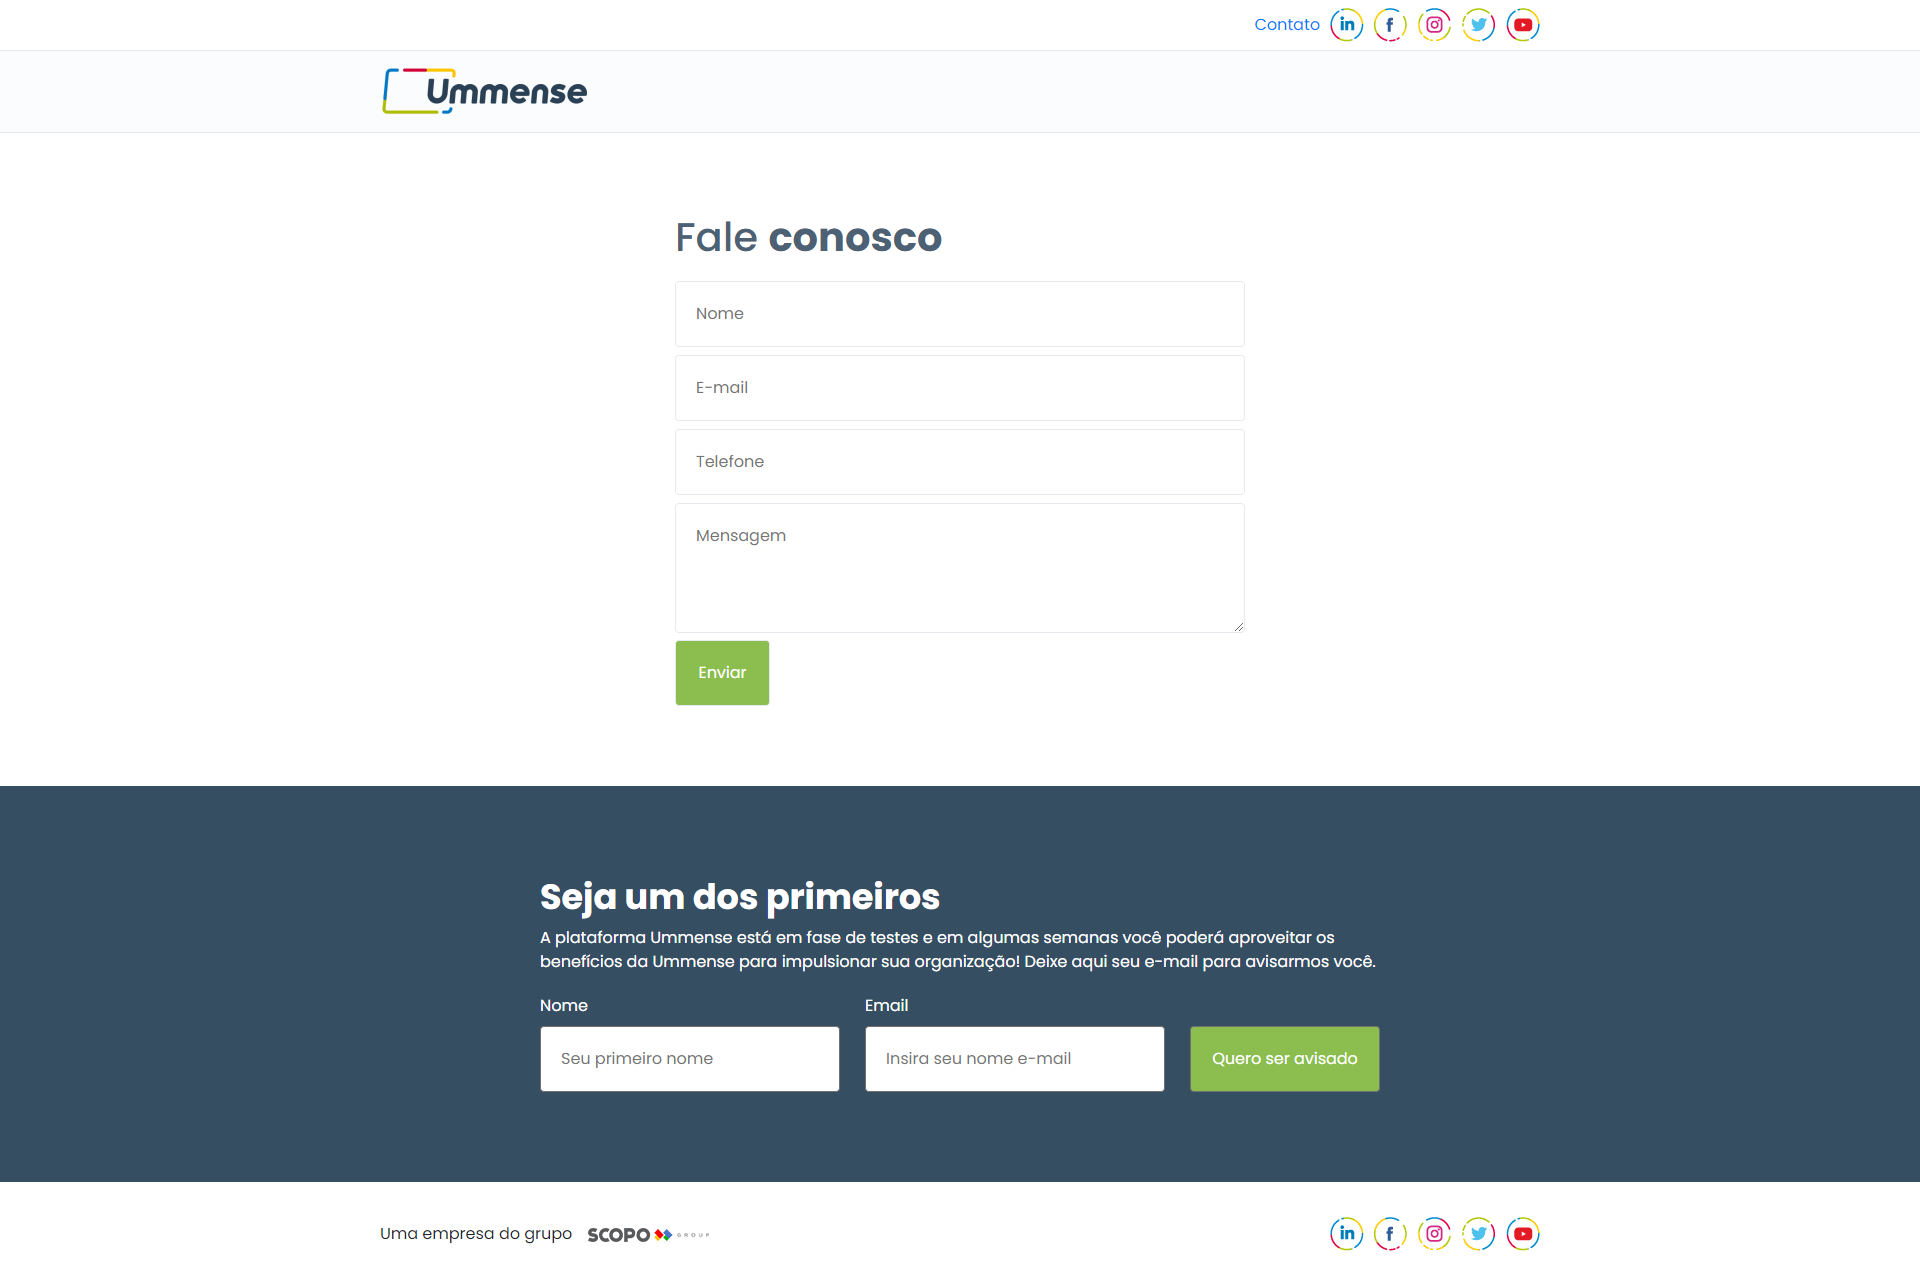 Contato
Ummense
Fale conosco
Nome
E-mail
Telefone
Mensagem
Enviar
Seja um dos primeiros
A plataforma Ummense está em fase de testes e em algumas semanas você poderá aproveitar os
benefícios da Ummense para impulsionar sua organização! Deixe aqui seu e-mail para avisarmos você.
Nome Email
Seu primeiro nome Insira seu nome e-mail Quero ser avisado
Uma empresa do grupo SCOPO GROUP